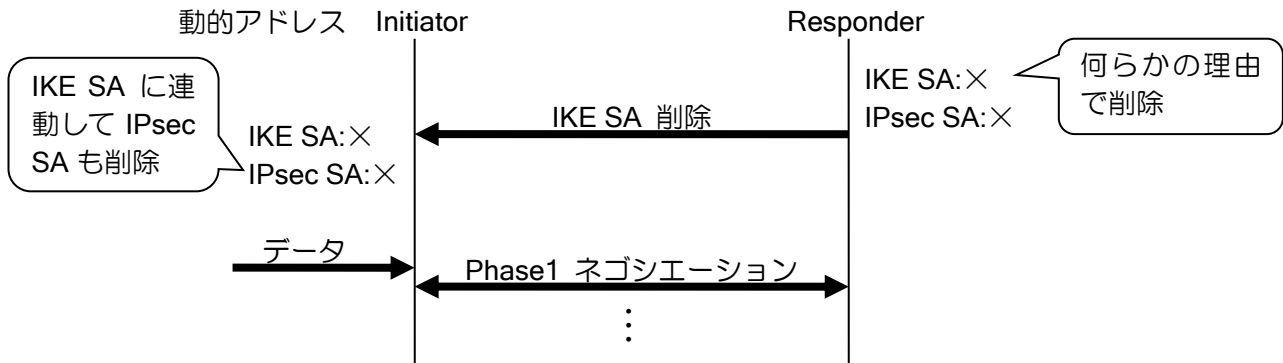 動的アドレス Initiator Responder
IKE SA に連
動して IPsec
SA も削除
IKE SA:×
IPsec SA:×
IKE SA 削除
IKE SA:×
IPsec SA:×
何らかの理由
で削除
データ
Phase1 ネゴシエーション
⋮